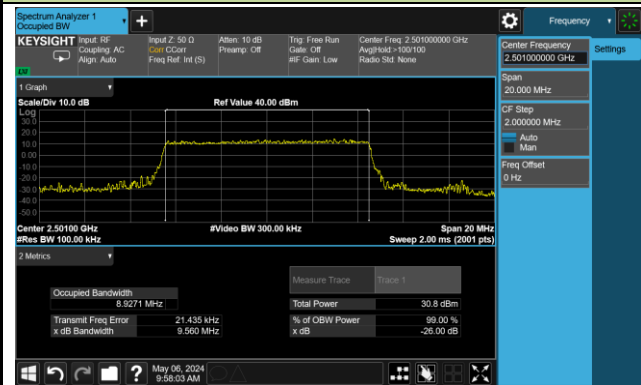 Spectrum Analyzer 1
Occupied BW
+
Frequency
KEYSIGHT
Input: RF
Coupling: AC
Align: Auto
Input Z: 50 Ω
Corr CCorr
Freq Ref: Int (S)
Atten: 10 dB
Preamp: Off
Trig: Free Run
Gate: Off
#IF Gain: Low
Center Freq: 2.501000000 GHz
Avg|Hold:>100/100
Radio Std: None
Center Frequency
2.501000000 GHz
Settings
Span
20.000 MHz
CF Step
2.000000 MHz
Auto
Man
Freq Offset
0 Hz
1 Graph
Scale/Div 10.0 dB
Ref Value 40.00 dBm
Log
30.0
20.0
10.0
0.00
-10.0
-20.0
-30.0
-40.0
-50.0
Center 2.50100 GHz
#Video BW 300.00 kHz
Span 20 MHz
#Res BW 100.00 kHz
Sweep 2.00 ms (2001 pts)
2 Metrics
Measure Trace
Trace 1
Occupied Bandwidth
8.9271 MHz
Total Power
30.8 dBm
Transmit Freq Error
21.435 kHz
% of OBW Power
99.00 %
x dB Bandwidth
9.560 MHz
x dB
-26.00 dB
?
May 06, 2024
9:58:03 AM